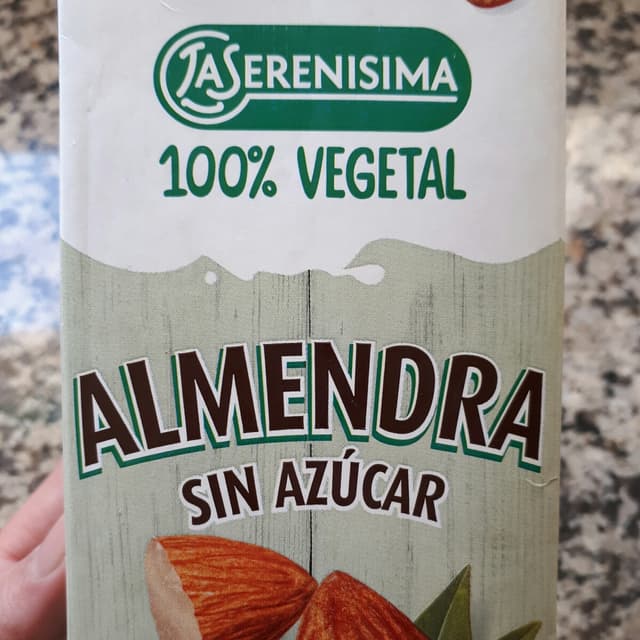 LASERENISIMA
100% VEGETAL
ALMENDRA
SIN AZÚCAR